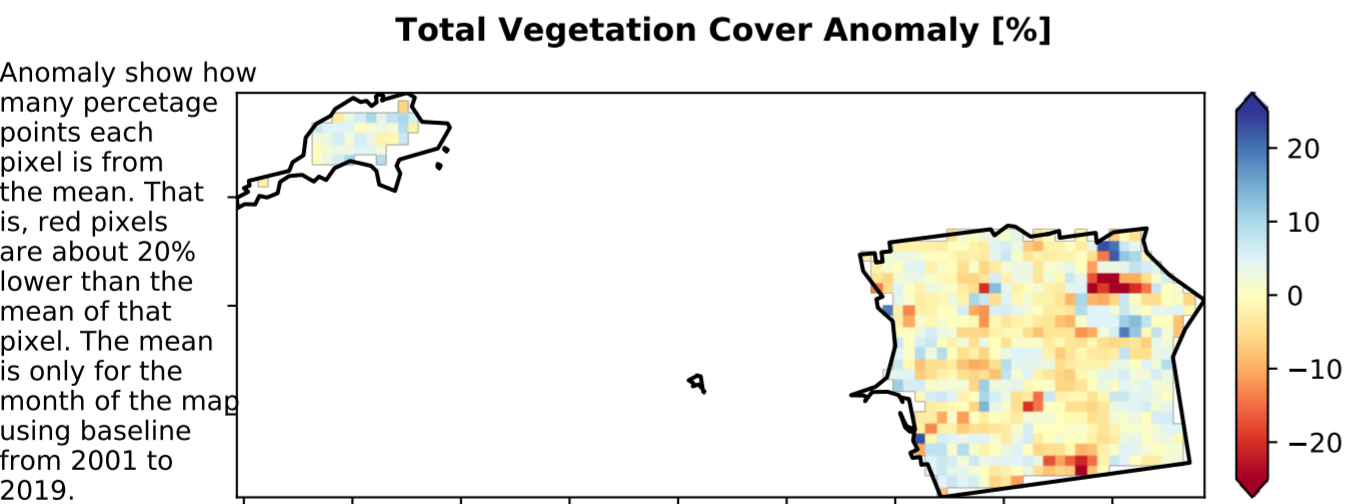 Total Vegetation Cover Anomaly [%]
Anomaly show how
many percetage
points each
pixel is from
the mean. That
is, red pixels
are about 20%
lower than the
mean of that
pixel. The mean
is only for the
month of the map
using baseline
from 2001 to
2019.
20
10
0
−10
−20